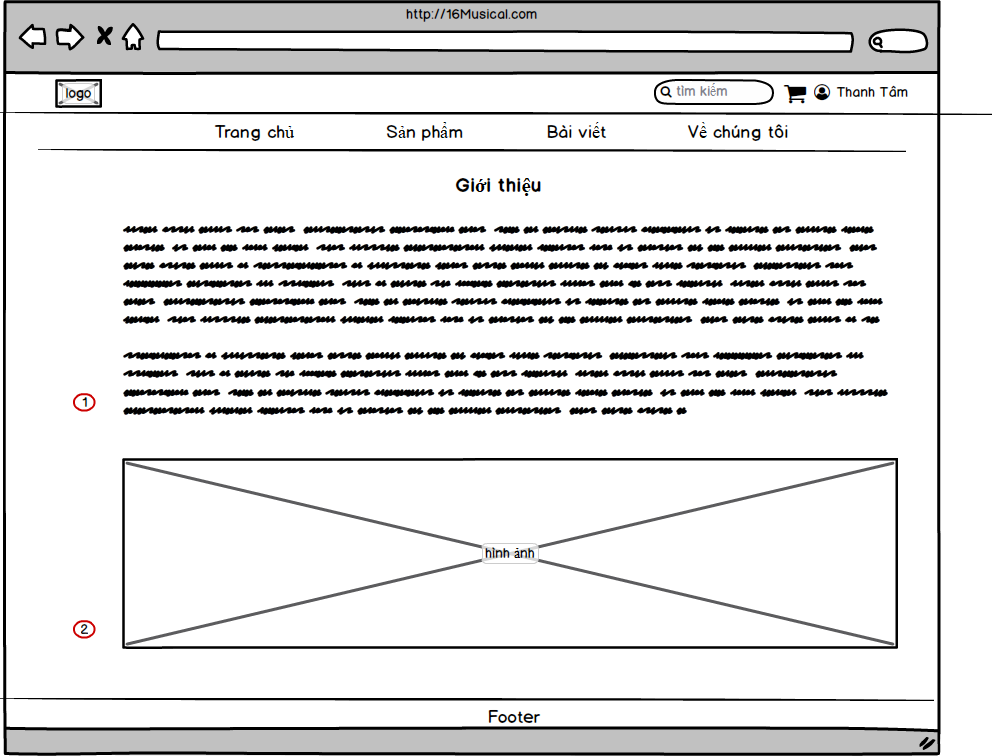 http://16Musical.com
logo
tìm kiếm
Thanh Tâm
Trang chủ
Sản phẩm
Bài viết
Về chúng tôi
Giới thiệu
1
hình ảnh
2
Footer